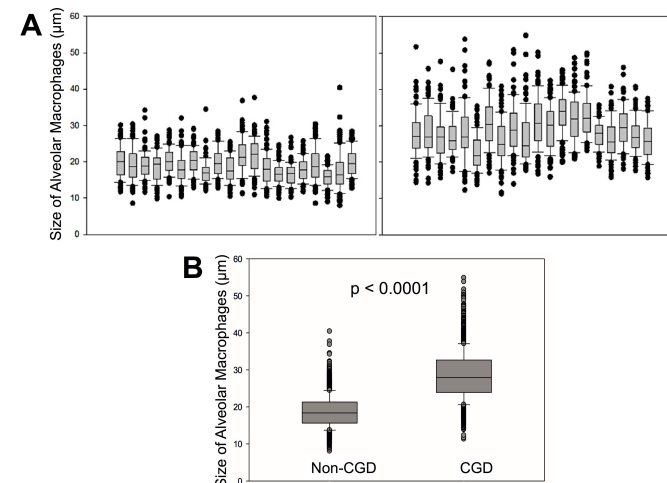 A
Size of Alveolar Macrophages (μm)
60
50
40
30
20
10
0
B
Size of Alveolar Macrophages (μm)
60
50
40
30
20
10
0
p < 0.0001
Non-CGD
CGD